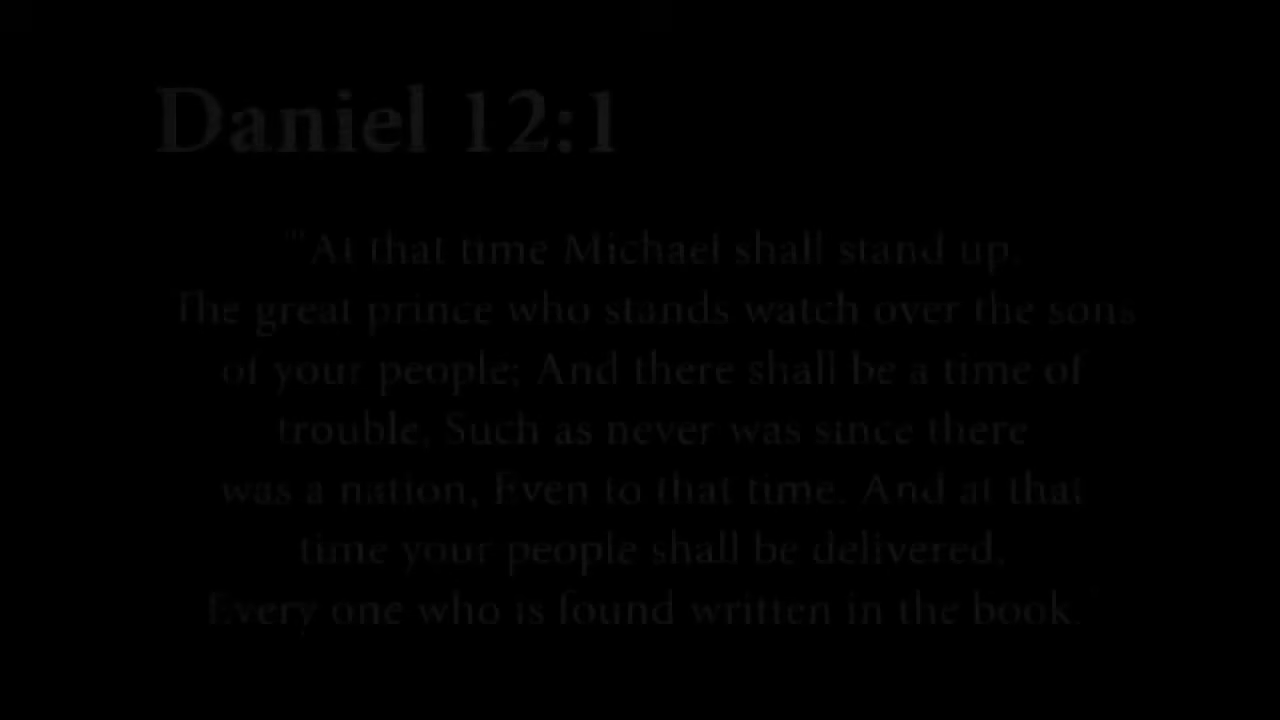 Daniel 12:1
"At that time Michael shall stand up.
The great prince who stands watch over the sons
of your people; And there shall be a time of
trouble, Such as never was since there
was a nation, Even to that time. And at that
time your people shall be delivered,
Every one who is found written in the book."